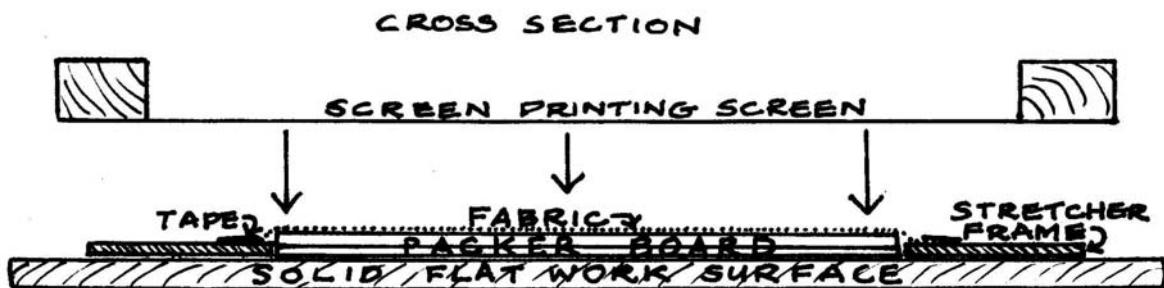 CROSS SECTION
SCREEN PRINTING SCREEN
TAPE
FABRIC
STRETCHER
FRAME
PACKER BOARD
SOLID FLAT WORK SURFACE